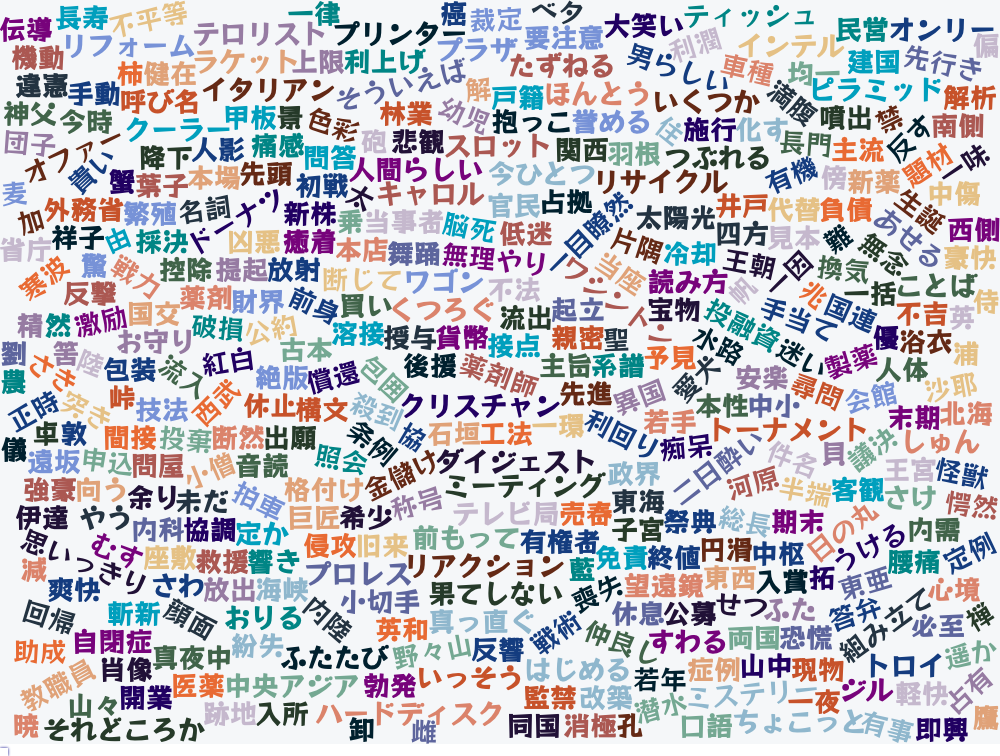 伝導 長寿 不平等 一律 癌 裁定 ベタ 大笑い ティッシュ 民営 オンリー
機動 リフォーム テロリスト プリンター プラザ 要注意 男らしい 利潤 インテル 建国 先行き 偏
違憲 手動 柿 健在 ラケット 上限 利上げ そういえば 解 たずねる 車種 均一 ピラミッド 解析
神父 今時 呼び名 イタリアン 林業 幼児 戸籍 ほんとう いくつか 満腹 噴出 禁 反す 南側
団子 オファー クーラー 甲板 景 色彩 砲 悲観 抱っこ 誉める 住 施行 化す 長門 主流 題材 一味
麦 貴い 降下 人影 痛感 問答 人間らしい スロット 関西 羽根 つぶれる 有機 傍 新薬 中傷
加 蟹 葉子 本場 先頭 初戦 水 キャロル 今ひとつ リサイクル 井戸 代替 負債 生誕 西側
外務省 繁殖 名詞 ドーナツ 新株 乗 当事者 脳死 官民 占拠 一目瞭然 太陽光 四方 見本 難 あせる
省庁 祥子 由 採決 凶悪 癒着 本店 舞踊 無理やり 低迷 片隅 冷却 王朝 一因 換気 無念 豪快
寒波 驚 戦力 控除 提起 放射 断じて ワゴン 不法 ワシントン 当座 読み方 帆 兆 一括 ことば 侍
反撃 国交 薬剤 財界 前身 買い くつろぐ 流出 起立 宝物 投融資 手当て 国連 不吉 英
精 然 激励 お守り 破損 公約 溶接 授与 貨幣 接点 親密 聖 水路 迷い 優 浴衣
劉 さき 筈 陸 包装 流入 紅白 古本 後援 薬剤師 主旨 系譜 予見 愛犬 製薬 人体 浦
農 突き 峠 技法 西武 絶版 償還 包囲 クリスチャン 先進 異国 安楽 尋問 会館 沙耶
正時 休止 横文 殺到 協 石垣 工法 一環 利回り 若手 本性 中小 末期 北海
儀 卓 敦 間接 投棄 断然 出願 条例 痴呆 トーナメント 貝 請決 しゅん
遠坂 申込 問屋 小僧 音読 照会 金儲け ダイジェスト 政界 二日酔い 件名 王宮 怪獣
強豪 向う 余り 未だ 拍車 格付け 称号 ミーティング 東海 河原 半端 客観 さけ 愕然
伊達 やう 内科 協調 定か 巨匠 希少 テレビ局 売春 子宮 祭典 総長 期末 日の丸 内需
思いっきり むす 座敷 救援 響き 侵攻 旧来 前もって 有権者 免責 終値 円滑 中枢 うける 腰痛 定例
減 爽快 さわ 放出 海峡 プロレス リアクション 藍 望遠鏡 東西 入賞 拓 東亜 心境
回帰 斬新 顔面 おりる 内陸 小切手 果てしない 喪失 休息 公募 せつ ふた 答弁 組み立て 必至 禅
助成 自閉症 紛失 英和 真っ直ぐ 戦術 仲良し すわる 両国 恐慌 遥か
教職員 肖像 真夜中 ふたたび 野々山 反響 はじめる 若年 症例 山中 現物 トロイ
山々 開業 医薬 中央アジア 勃発 いっそう 監禁 改築 潜水 ミステリー 一夜 ジル 軽快 占有
暁 それどころか 跡地 入所 ハードディスク 卸 雌 同国 消極 孔 口語 ちょこっと 有事 即興 鷹